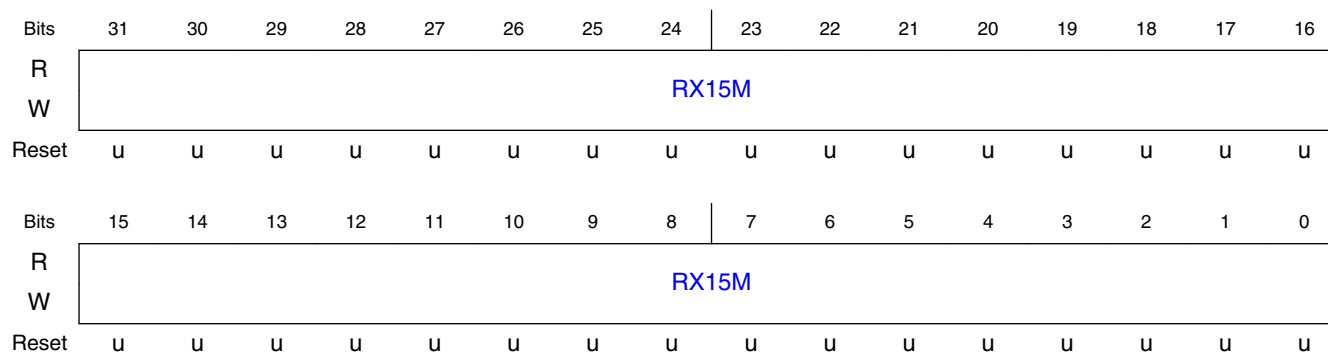 Bits 31 30 29 28 27 26 25 24 23 22 21 20 19 18 17 16
R
RX15M
W
Reset u u u u u u u u u u u u u u u u
Bits 15 14 13 12 11 10 9 8 7 6 5 4 3 2 1 0
R
RX15M
W
Reset u u u u u u u u u u u u u u u u